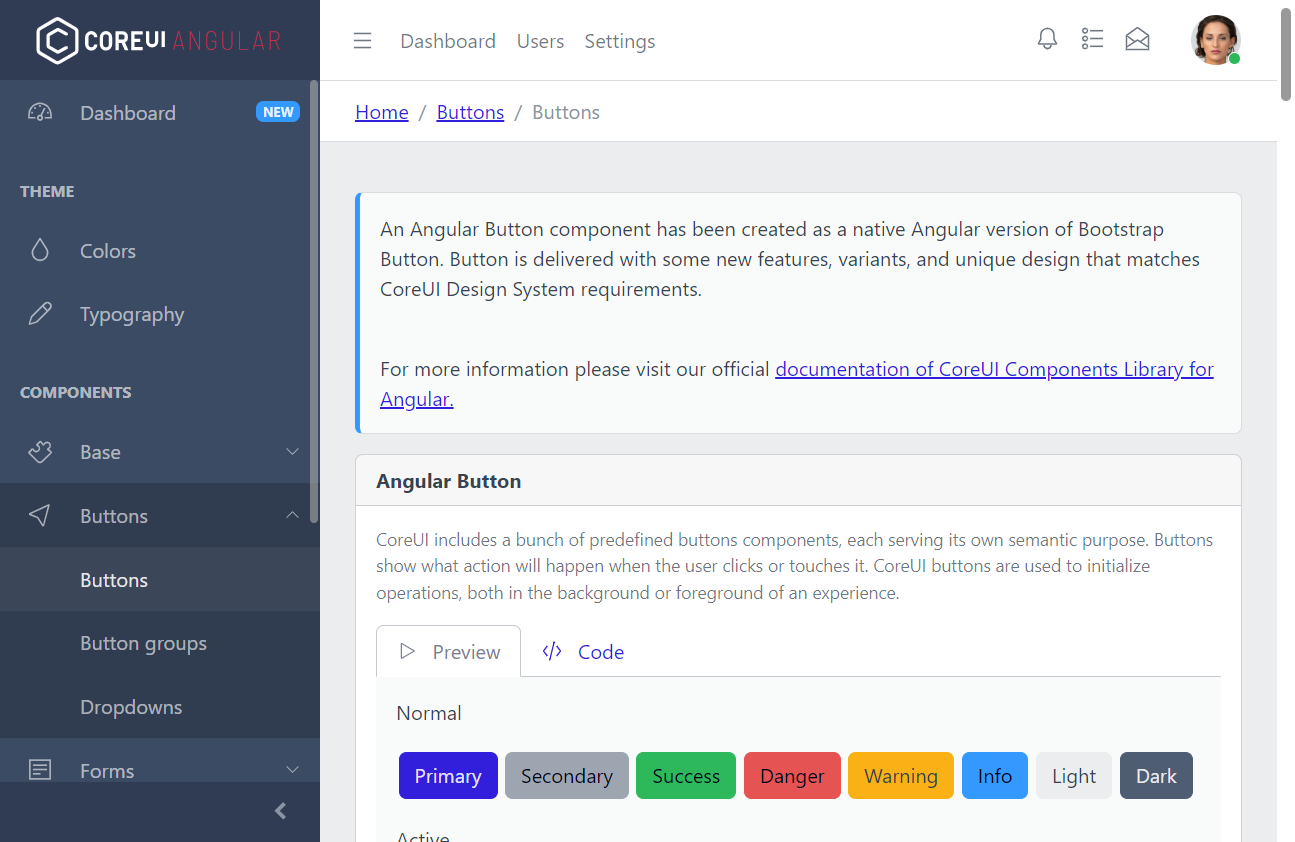 COREUI ANGULAR
Dashboard NEW
THEME
Colors
Typography
COMPONENTS
Base
Buttons
Buttons
Button groups
Dropdowns
Forms
Dashboard Users Settings
Home / Buttons / Buttons
An Angular Button component has been created as a native Angular version of Bootstrap
Button. Button is delivered with some new features, variants, and unique design that matches
CoreUI Design System requirements.
For more information please visit our official documentation of CoreUI Components Library for
Angular.
Angular Button
CoreUI includes a bunch of predefined buttons components, each serving its own semantic purpose. Buttons
show what action will happen when the user clicks or touches it. CoreUI buttons are used to initialize
operations, both in the background or foreground of an experience.
Preview </> Code
Normal
Primary Secondary Success Danger Warning Info Light Dark
Active